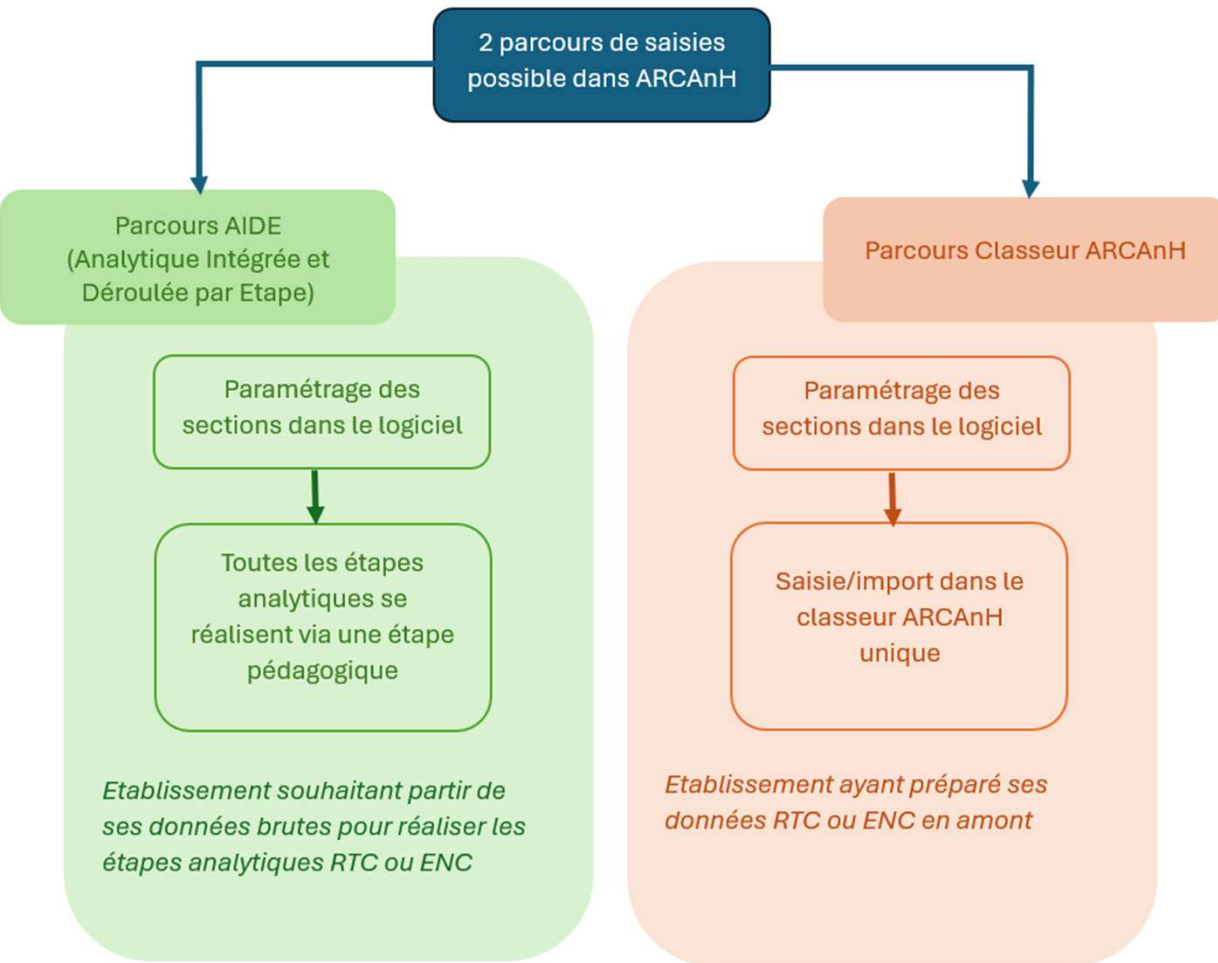 2 parcours de saisies
possible dans ARCAnH
Parcours AIDE
(Analytique Intégrée et
Déroulée par Etape)
Paramétrage des
sections dans le logiciel
Toutes les étapes
analytiques se
réalisent via une étape
pédagogique
Etablissement souhaitant partir de
ses données brutes pour réaliser les
étapes analytiques RTC ou ENC
Parcours Classeur ARCAnH
Paramétrage des
sections dans le logiciel
Saisie/import dans le
classeur ARCAnH
unique
Etablissement ayant préparé ses
données RTC ou ENC en amont